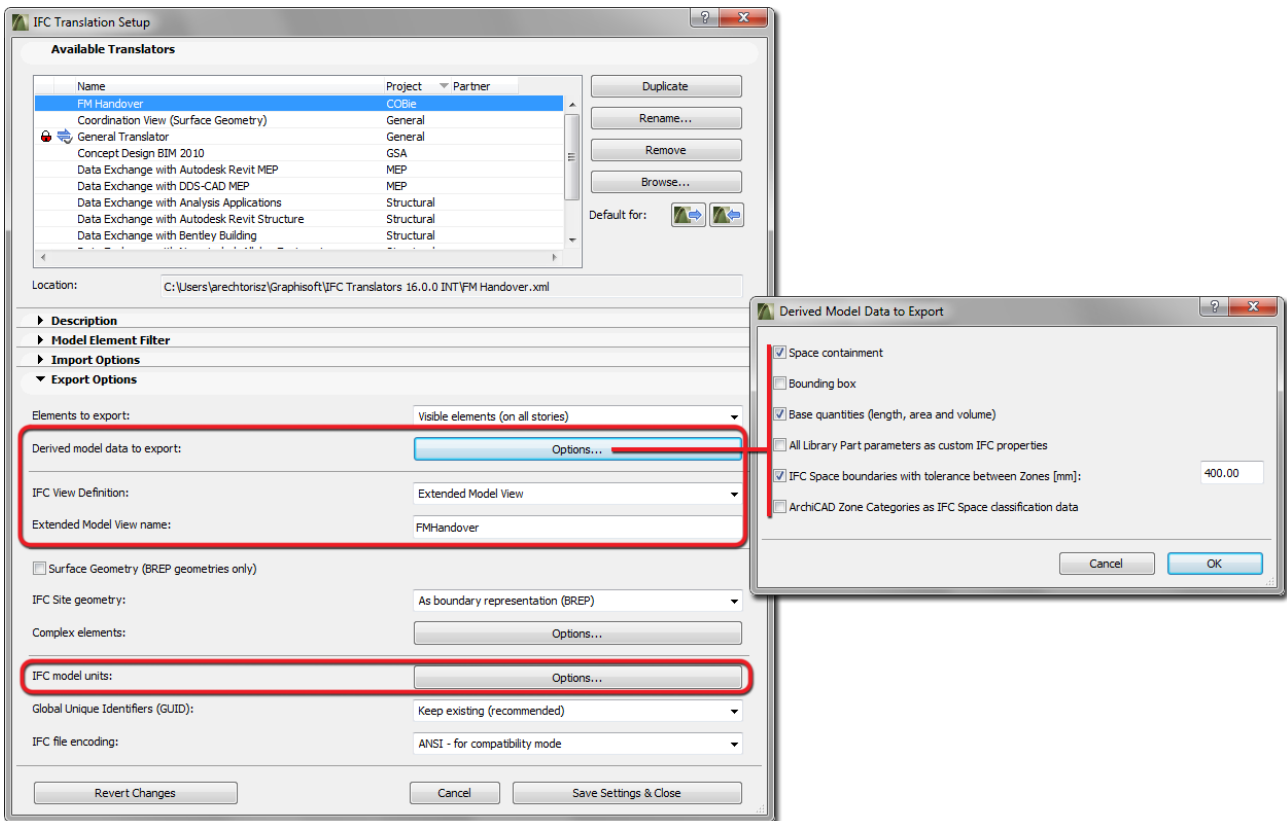 IFC Translation Setup
Available Translators
Name Project Partner
FM Handover COBie
Coordination View (Surface Geometry) General
General Translator General
Concept Design BIM 2010 GSA
Data Exchange with Autodesk Revit MEP MEP
Data Exchange with DDS-CAD MEP MEP
Data Exchange with Analysis Applications Structural
Data Exchange with Autodesk Revit Structure Structural
Data Exchange with Bentley Building Structural
Duplicate
Rename...
Remove
Browse...
Default for:
Location: C:\Users\arechtorisz\Graphisoft\IFC Translators 16.0.0 INT\FM Handover.xml
Description
Model Element Filter
Import Options
Export Options
Elements to export: Visible elements (on all stories)
Derived model data to export: Options...
IFC View Definition: Extended Model View
Extended Model View name: FMHandover
Surface Geometry (BREP geometries only)
IFC Site geometry: As boundary representation (BREP)
Complex elements: Options...
IFC model units: Options...
Global Unique Identifiers (GUID): Keep existing (recommended)
IFC file encoding: ANSI - for compatibility mode
Revert Changes Cancel Save Settings & Close
Derived Model Data to Export
Space containment
Bounding box
Base quantities (length, area and volume)
All Library Part parameters as custom IFC properties
IFC Space boundaries with tolerance between Zones [mm]: 400.00
ArchiCAD Zone Categories as IFC Space classification data
Cancel OK